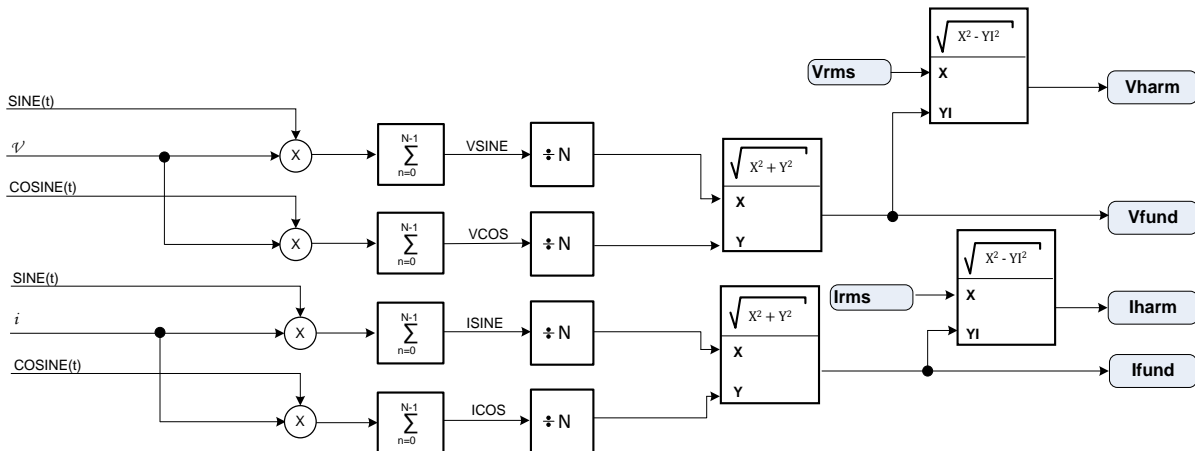 √X² - YI²
Vrms
X
YI
Vharm
SINE(t)
𝒱
X
N-1
∑
n=0
VSINE
÷ N
√X² + Y²
X
Y
COSINE(t)
X
N-1
∑
n=0
VCOS
÷ N
Vfund
√X² - YI²
Irms
X
YI
Iharm
SINE(t)
i
X
N-1
∑
n=0
ISINE
÷ N
√X² + Y²
X
Y
Ifund
COSINE(t)
X
N-1
∑
n=0
ICOS
÷ N